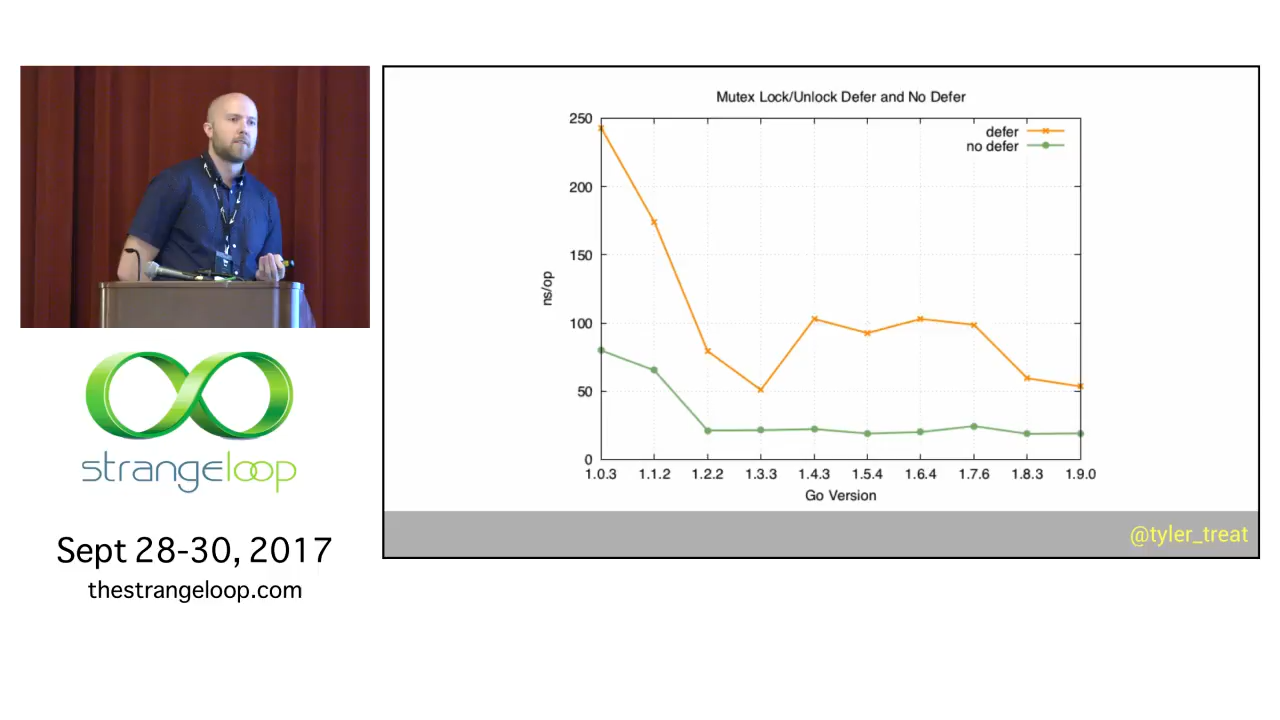 Mutex Lock/Unlock Defer and No Defer
250
200
150
100
50
0
ns/op
defer
no defer
1.0.3 1.1.2 1.2.2 1.3.3 1.4.3 1.5.4 1.6.4 1.7.6 1.8.3 1.9.0
Go Version
@tyler_treat
strangeloop
Sept 28-30, 2017
thestrangeloop.com